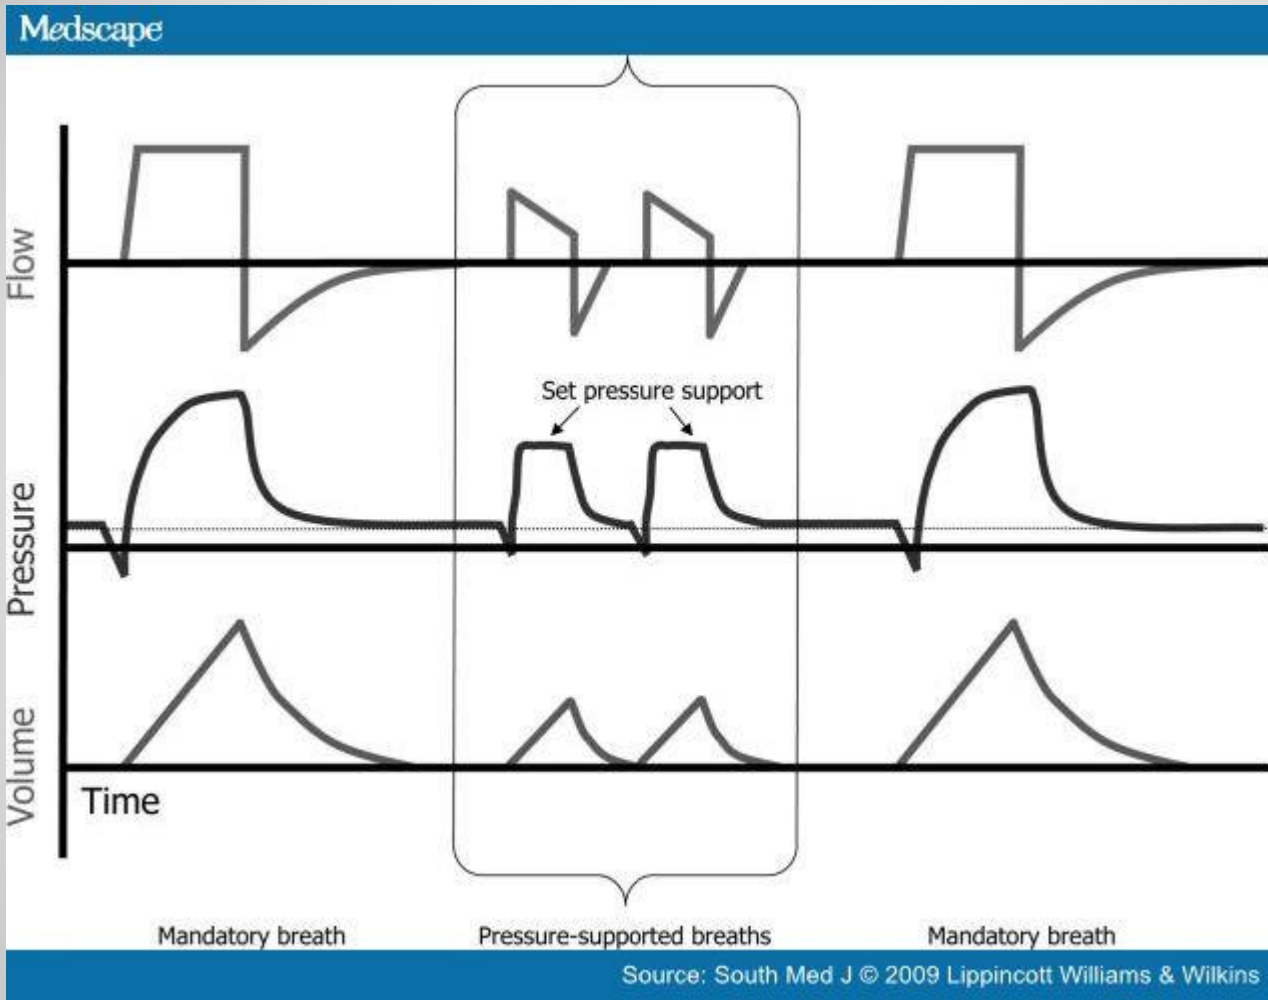 Medscape
Flow
Set pressure support
Pressure
Volume
Time
Mandatory breath
Pressure-supported breaths
Mandatory breath
Source: South Med J © 2009 Lippincott Williams & Wilkins